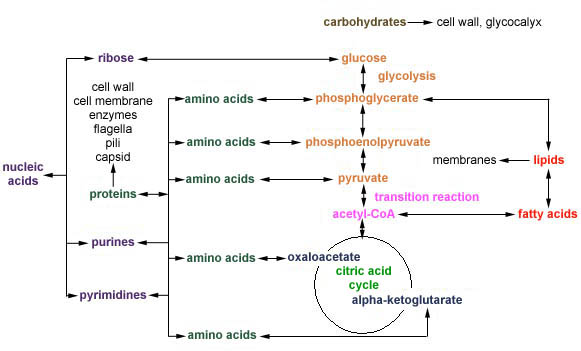 carbohydrates cell wall, glycocalyx
ribose glucose
glycolysis
cell wall
cell membrane
enzymes
flagella
pili
capsid
amino acids phosphoglycerate
amino acids phosphoenolpyruvate
membranes lipids
nucleic
acids
amino acids pyruvate
proteins
transition reaction
acetyl-CoA fatty acids
purines
amino acids oxaloacetate
citric acid
cycle
pyrimidines
alpha-ketoglutarate
amino acids